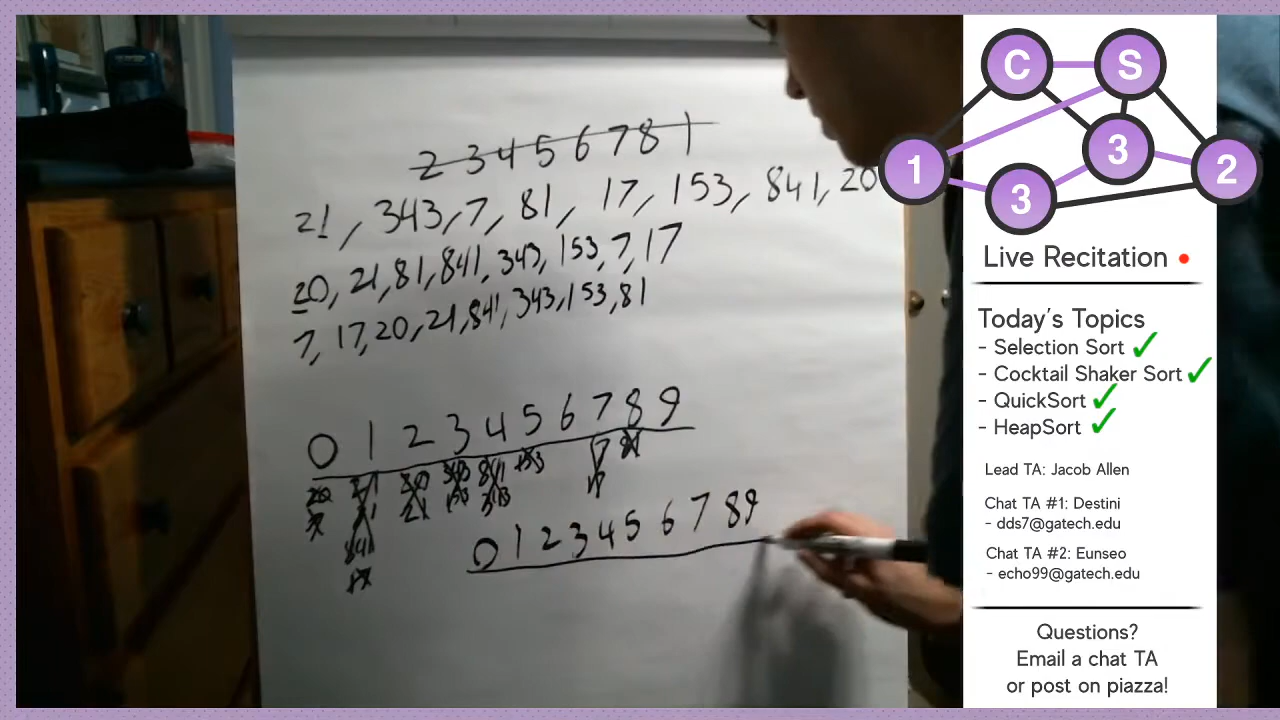 2 3 4 5 6 7 8 1
21, 343, 7, 81, 17, 153, 841, 20
20, 21, 81, 841, 343, 153, 7, 17
7, 17, 20, 21, 841, 343, 153, 81
0 1 2 3 4 5 6 7 8 9
0 1 2 3 4 5 6 7 8 9
C S
1 3 3 2
Live Recitation
Today's Topics
- Selection Sort ✓
- Cocktail Shaker Sort ✓
- QuickSort ✓
- HeapSort ✓
Lead TA: Jacob Allen
Chat TA #1: Destini
- dds7@gatech.edu
Chat TA #2: Eunseo
- echo99@gatech.edu
Questions?
Email a chat TA
or post on piazza!